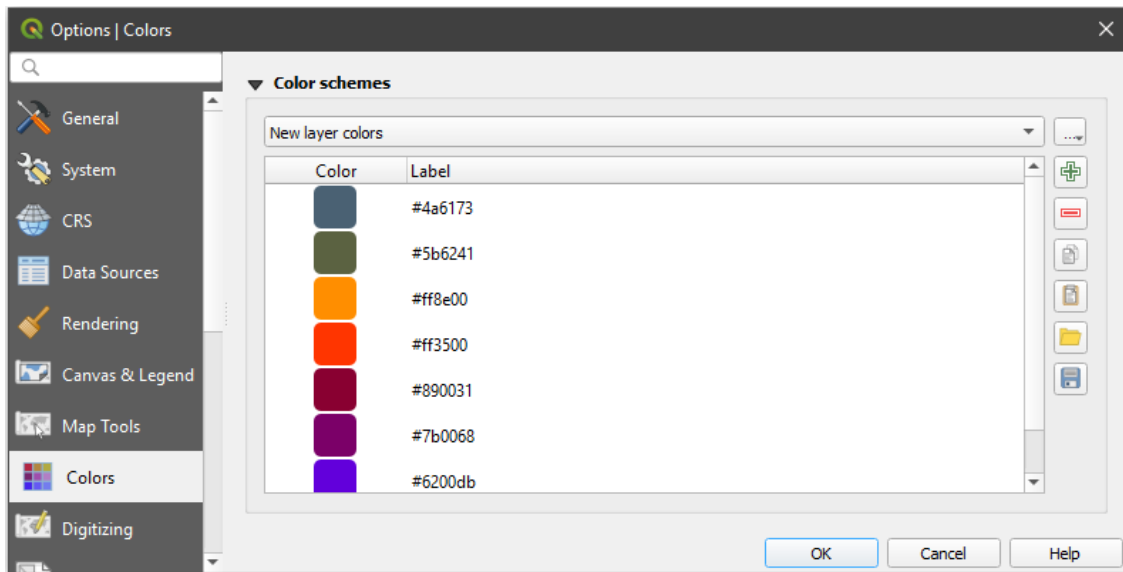 Options | Colors
General
System
CRS
Data Sources
Rendering
Canvas & Legend
Map Tools
Colors
Digitizing
Color schemes
New layer colors
...
Color Label
#4a6173
#5b6241
#ff8e00
#ff3500
#890031
#7b0068
#6200db
OK Cancel Help